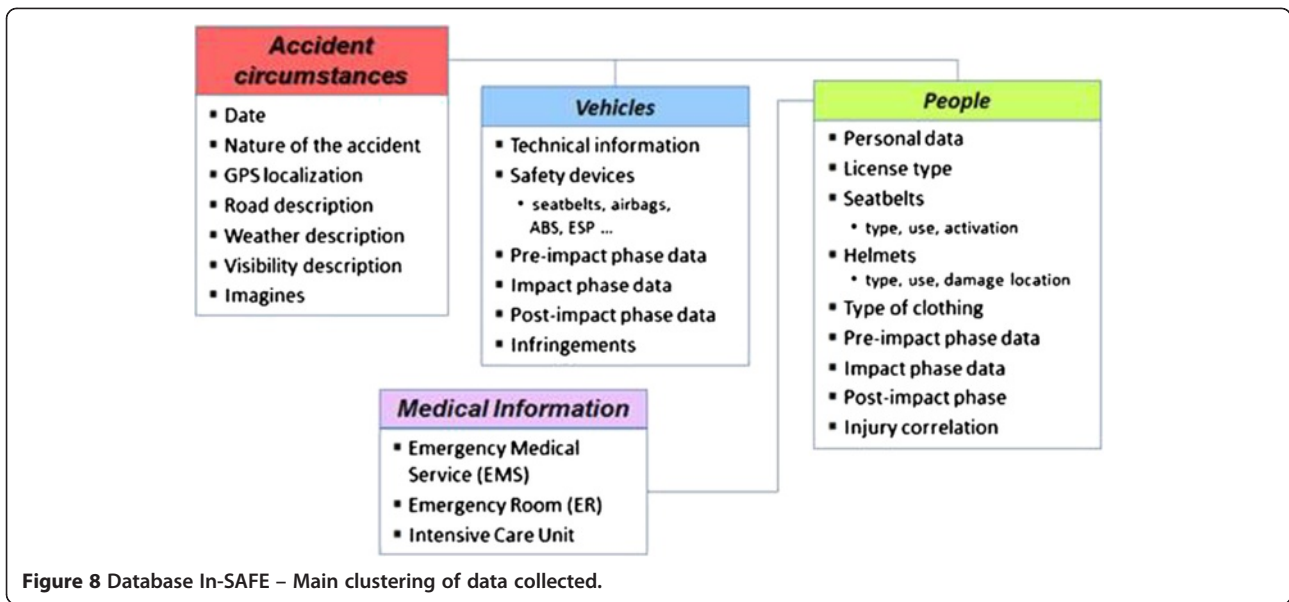 Accident
circumstances
▪ Date
▪ Nature of the accident
▪ GPS localization
▪ Road description
▪ Weather description
▪ Visibility description
▪ Imagines
Vehicles
▪ Technical information
▪ Safety devices
• seatbelts, airbags,
ABS, ESP ...
▪ Pre-impact phase data
▪ Impact phase data
▪ Post-impact phase data
▪ Infringements
People
▪ Personal data
▪ License type
▪ Seatbelts
• type, use, activation
▪ Helmets
• type, use, damage location
▪ Type of clothing
▪ Pre-impact phase data
▪ Impact phase data
▪ Post-impact phase
▪ Injury correlation
Medical Information
▪ Emergency Medical
Service (EMS)
▪ Emergency Room (ER)
▪ Intensive Care Unit
Figure 8 Database In-SAFE – Main clustering of data collected.